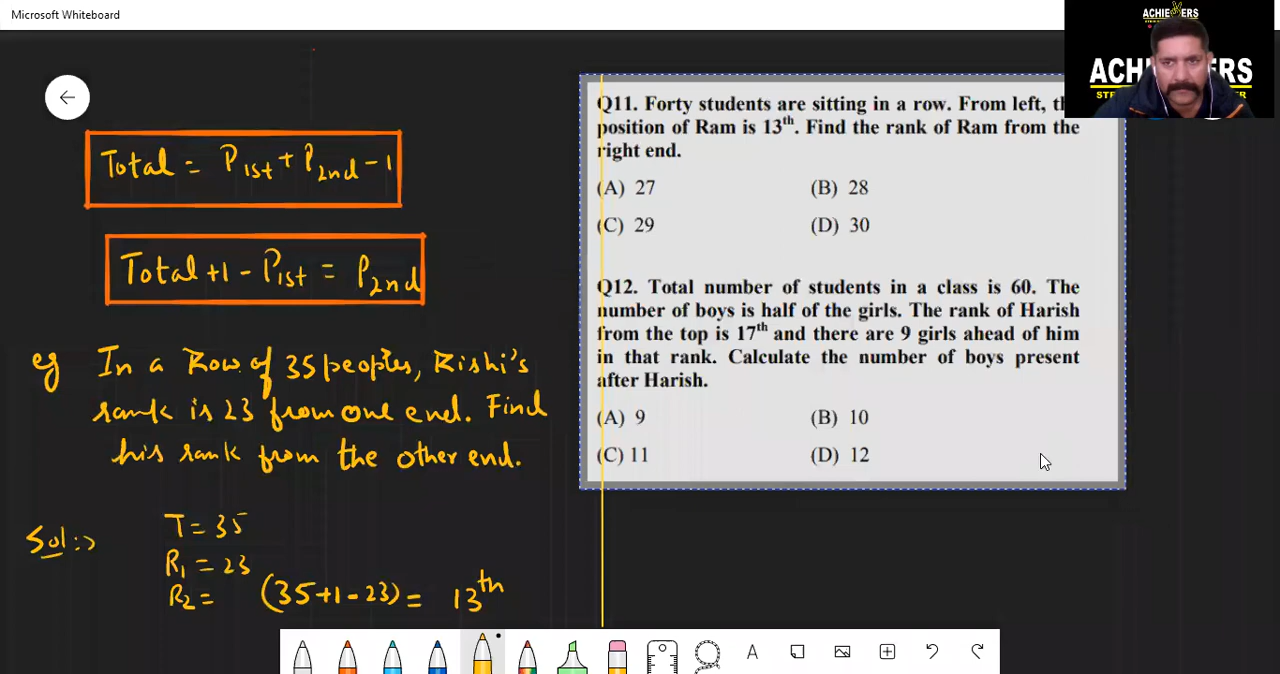 Microsoft Whiteboard
ACHIEVERS
Total = P1st + P2nd - 1
Total +1 - P1st = P2nd
eg In a Row of 35 peoples, Rishi's
rank is 23 from one end. Find
his rank from the other end.
Sol:->
T = 35
R1 = 23
R2 = (35+1-23) = 13th
Q11. Forty students are sitting in a row. From left, th
position of Ram is 13th. Find the rank of Ram from the
right end.
(A) 27 (B) 28
(C) 29 (D) 30
Q12. Total number of students in a class is 60. The
number of boys is half of the girls. The rank of Harish
from the top is 17th and there are 9 girls ahead of him
in that rank. Calculate the number of boys present
after Harish.
(A) 9 (B) 10
(C) 11 (D) 12
A